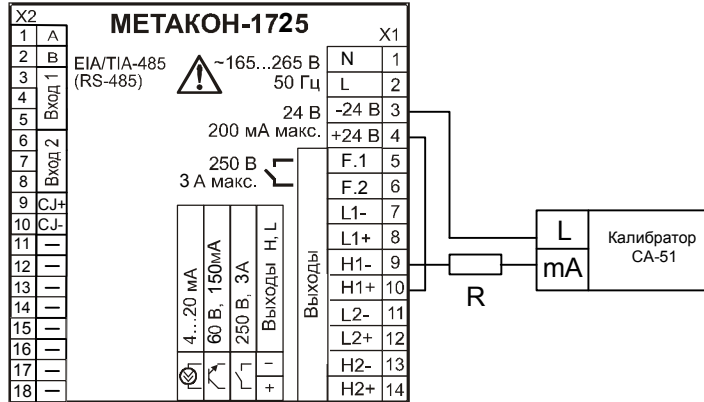 X2
МЕТАКОН-1725
X1
1 A
2 B
3
4
5
Вход 1
6
7
8
Вход 2
9 CJ+
10 CJ-
11 —
12 —
13 —
14 —
15 —
16 —
17 —
18 —
EIA/TIA-485
(RS-485)
~165...265 В
50 Гц
24 В
200 мА макс.
250 В
3 А макс.
4...20 мА
60 В, 150мА
250 В, 3А
Выходы H, L
− +
Выходы
N 1
L 2
-24 В 3
+24 В 4
F.1 5
F.2 6
L1- 7
L1+ 8
H1- 9
H1+ 10
L2- 11
L2+ 12
H2- 13
H2+ 14
R
L
mA
Калибратор
СА-51